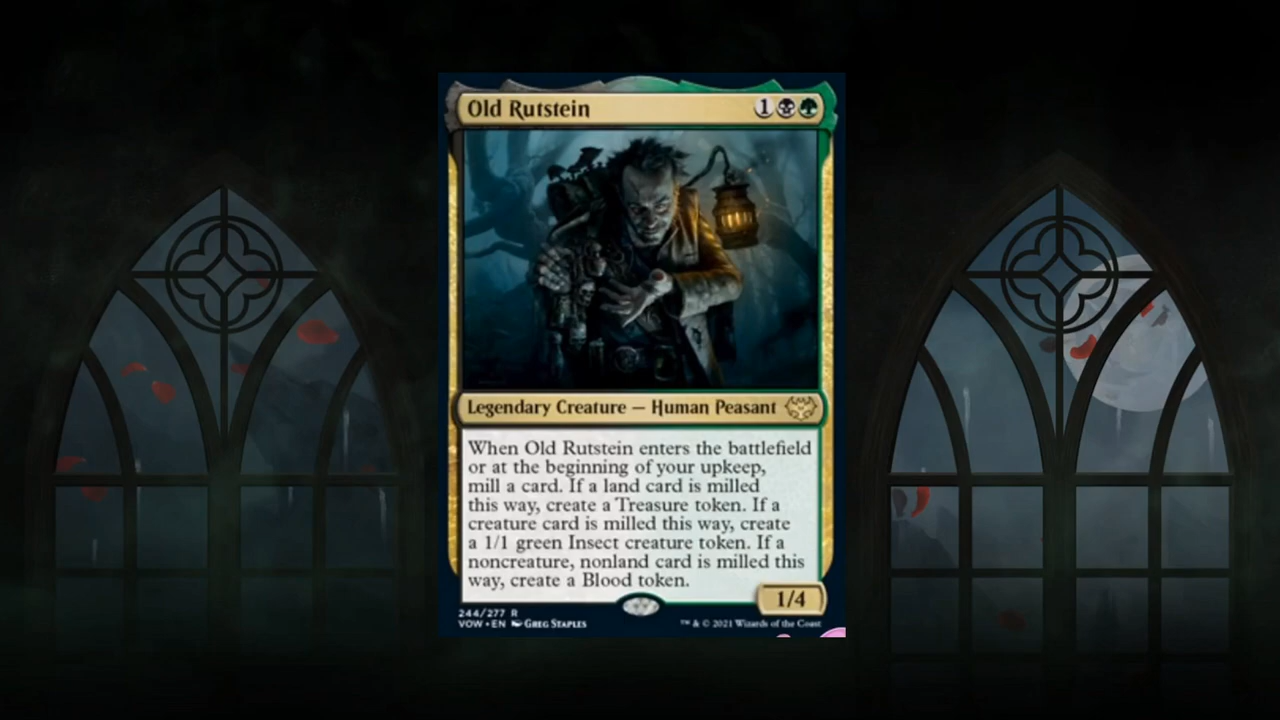 Old Rutstein 1
Legendary Creature — Human Peasant
When Old Rutstein enters the battlefield
or at the beginning of your upkeep,
mill a card. If a land card is milled
this way, create a Treasure token. If a
creature card is milled this way, create
a 1/1 green Insect creature token. If a
noncreature, nonland card is milled this
way, create a Blood token.
1/4
244/277 R
VOW • EN Greg Staples
™ & © 2021 Wizards of the Coast